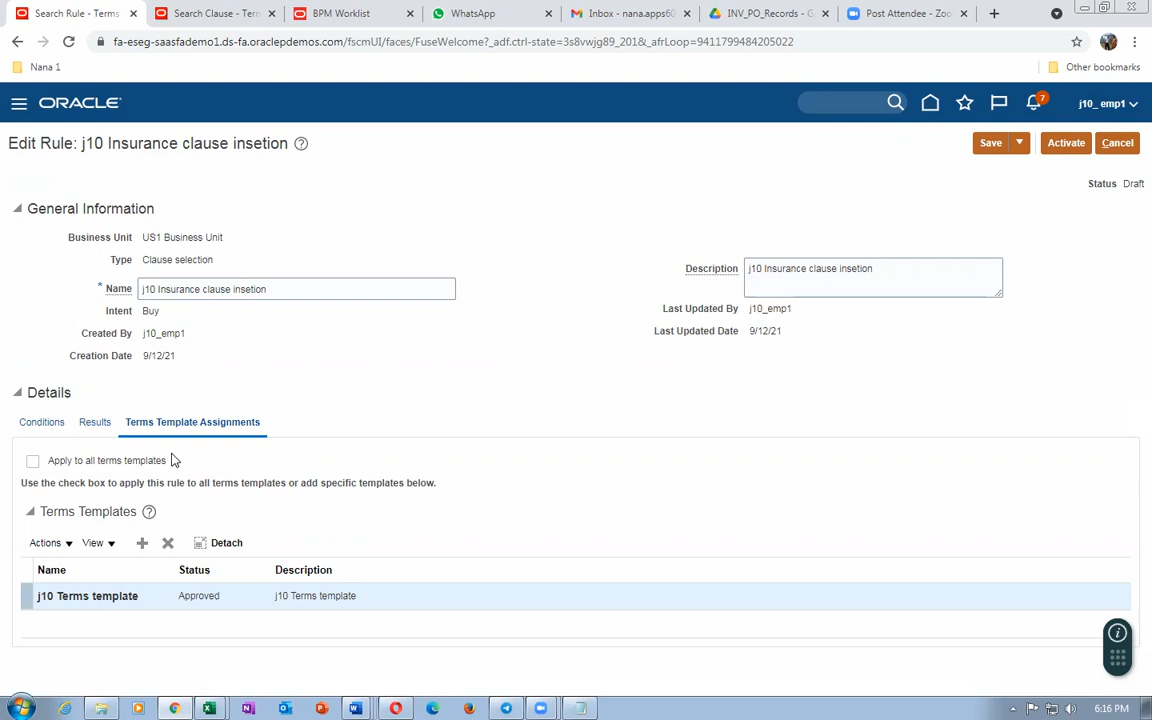 Search Rule - Terms
Search Clause - Terr
BPM Worklist
WhatsApp
Inbox - nana.apps60
INV_PO_Records - G
Post Attendee - Zoo
fa-eseg-saasfademo1.ds-fa.oraclepdemos.com/fscmUI/faces/FuseWelcome?_adf.ctrl-state=3s8vwjg89_201&_afrLoop=9411799484205022
Nana 1
Other bookmarks
ORACLE
7
j10_ emp1
Edit Rule: j10 Insurance clause insetion
Save
Activate
Cancel
Status Draft
General Information
Business Unit US1 Business Unit
Type Clause selection
* Name j10 Insurance clause insetion
Intent Buy
Created By j10_emp1
Creation Date 9/12/21
Description j10 Insurance clause insetion
Last Updated By j10_emp1
Last Updated Date 9/12/21
Details
Conditions Results Terms Template Assignments
Apply to all terms templates
Use the check box to apply this rule to all terms templates or add specific templates below.
Terms Templates
Actions View Detach
Name Status Description
j10 Terms template Approved j10 Terms template
6:16 PM